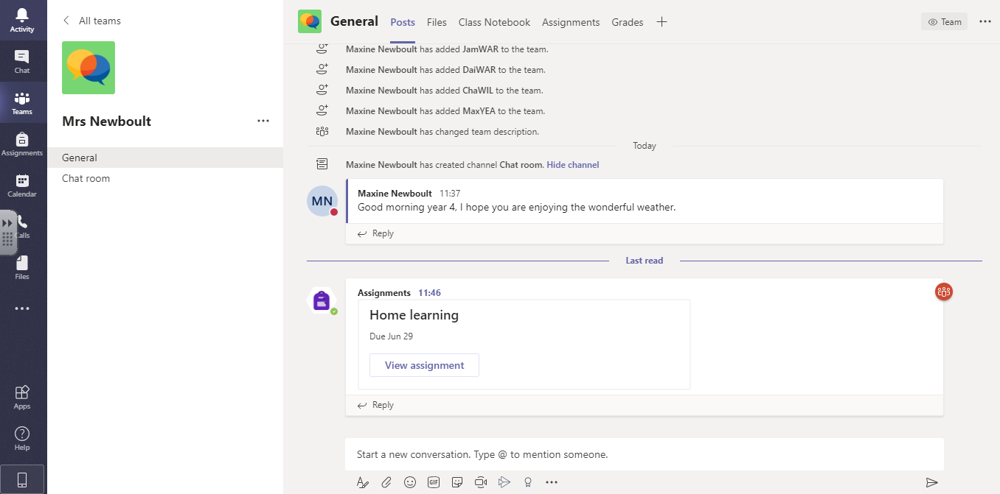 Activity
Chat
Teams
Assignments
Calendar
Calls
Files
Apps
Help
All teams
Mrs Newboult
General
Chat room
General Posts Files Class Notebook Assignments Grades Team
Maxine Newboult has added JamWAR to the team.
Maxine Newboult has added DaiWAR to the team.
Maxine Newboult has added ChaWIL to the team.
Maxine Newboult has added MaxYEA to the team.
Maxine Newboult has changed team description.
Today
Maxine Newboult has created channel Chat room. Hide channel
MN
Maxine Newboult 11:37
Good morning year 4, I hope you are enjoying the wonderful weather.
Reply
Last read
Assignments 11:46
Home learning
Due Jun 29
View assignment
Reply
Start a new conversation. Type @ to mention someone.
GIF